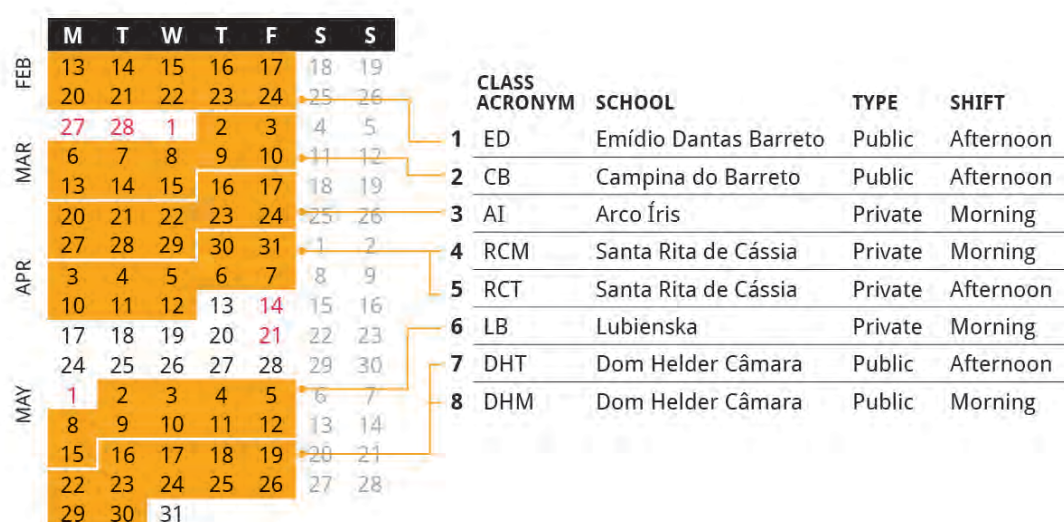 M T W T F S S
FEB
13 14 15 16 17 18 19
20 21 22 23 24 25 26
27 28 1 2 3 4 5
MAR
6 7 8 9 10 11 12
13 14 15 16 17 18 19
20 21 22 23 24 25 26
27 28 29 30 31 1 2
APR
3 4 5 6 7 8 9
10 11 12 13 14 15 16
17 18 19 20 21 22 23
24 25 26 27 28 29 30
MAY
1 2 3 4 5 6 7
8 9 10 11 12 13 14
15 16 17 18 19 20 21
22 23 24 25 26 27 28
29 30 31
CLASS
ACRONYM SCHOOL TYPE SHIFT
1 ED Emídio Dantas Barreto Public Afternoon
2 CB Campina do Barreto Public Afternoon
3 AI Arco Íris Private Morning
4 RCM Santa Rita de Cássia Private Morning
5 RCT Santa Rita de Cássia Private Afternoon
6 LB Lubienska Private Morning
7 DHT Dom Helder Câmara Public Afternoon
8 DHM Dom Helder Câmara Public Morning